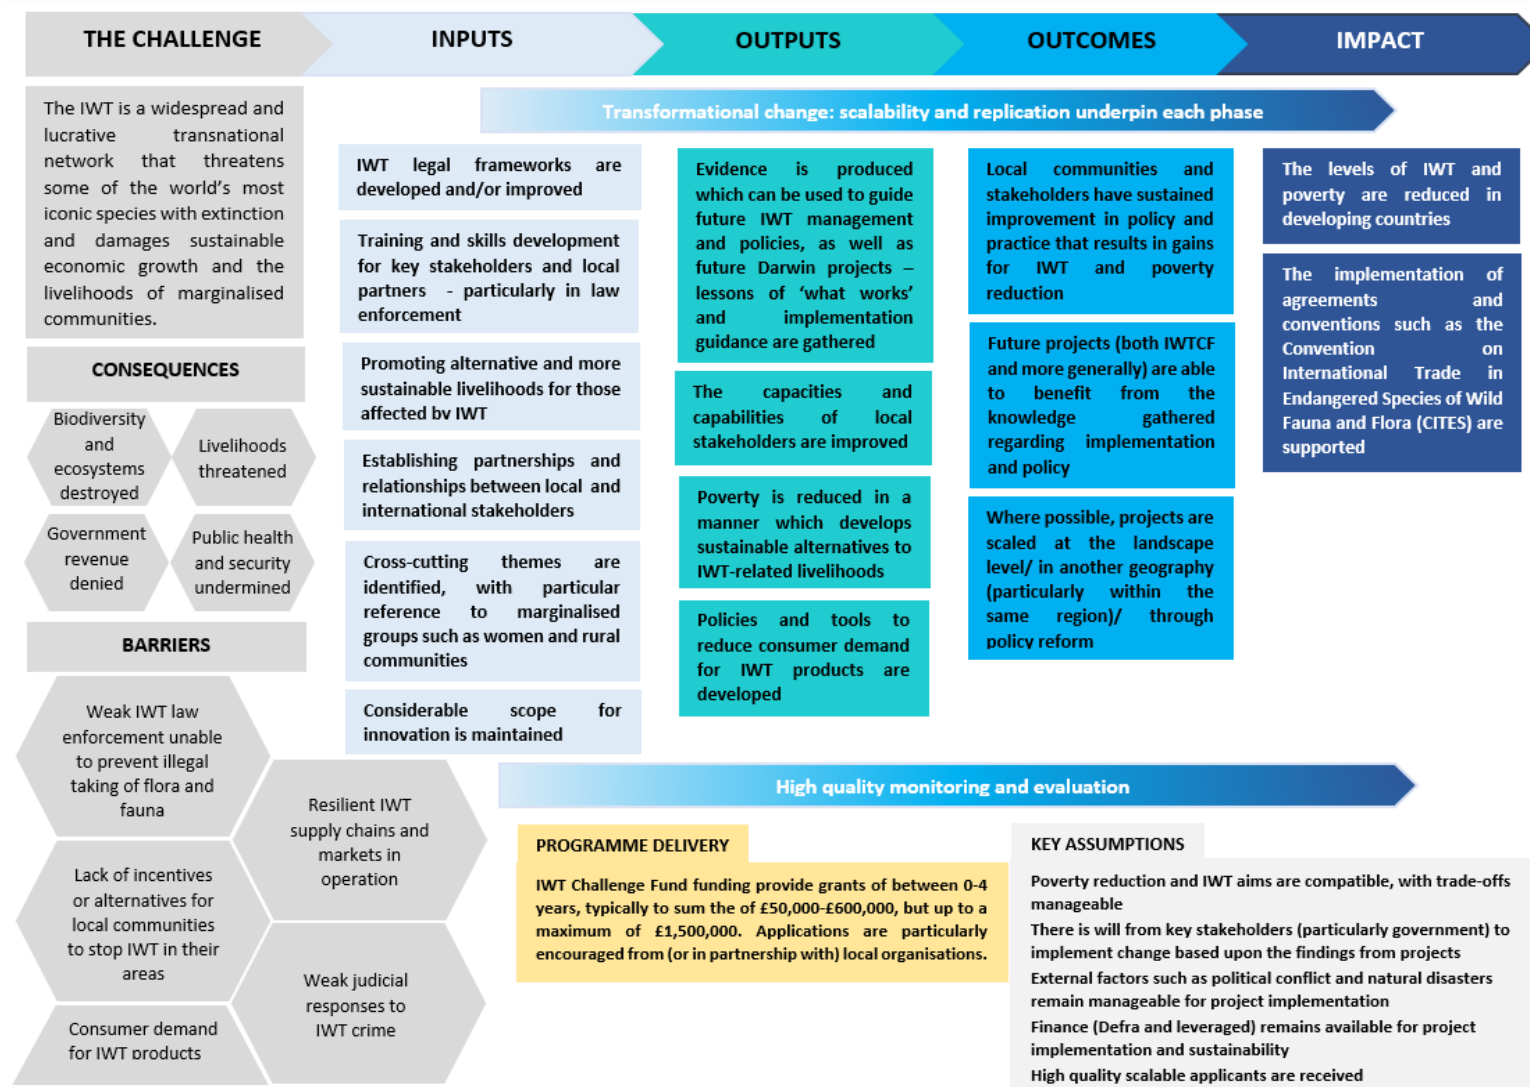 THE CHALLENGE
INPUTS
OUTPUTS
OUTCOMES
IMPACT
The IWT is a widespread and
lucrative transnational
network that threatens
some of the world's most
iconic species with extinction
and damages sustainable
economic growth and the
livelihoods of marginalised
communities.
CONSEQUENCES
Biodiversity
and
ecosystems
destroyed
Livelihoods
threatened
Government
revenue
denied
Public health
and security
undermined
BARRIERS
Weak IWT law
enforcement unable
to prevent illegal
taking of flora and
fauna
Resilient IWT
supply chains and
markets in
operation
Lack of incentives
or alternatives for
local communities
to stop IWT in their
areas
Weak judicial
responses to
IWT crime
Consumer demand
for IWT products
Transformational change: scalability and replication underpin each phase
IWT legal frameworks are
developed and/or improved
Training and skills development
for key stakeholders and local
partners - particularly in law
enforcement
Promoting alternative and more
sustainable livelihoods for those
affected by IWT
Establishing partnerships and
relationships between local and
international stakeholders
Cross-cutting themes are
identified, with particular
reference to marginalised
groups such as women and rural
communities
Considerable scope for
innovation is maintained
Evidence is produced
which can be used to guide
future IWT management
and policies, as well as
future Darwin projects –
lessons of 'what works'
and implementation
guidance are gathered
The capacities and
capabilities of local
stakeholders are improved
Poverty is reduced in a
manner which develops
sustainable alternatives to
IWT-related livelihoods
Policies and tools to
reduce consumer demand
for IWT products are
developed
Local communities and
stakeholders have sustained
improvement in policy and
practice that results in gains
for IWT and poverty
reduction
Future projects (both IWTCF
and more generally) are able
to benefit from the
knowledge gathered
regarding implementation
and policy
Where possible, projects are
scaled at the landscape
level/ in another geography
(particularly within the
same region)/ through
policy reform
The levels of IWT and
poverty are reduced in
developing countries
The implementation of
agreements and
conventions such as the
Convention on
International Trade in
Endangered Species of Wild
Fauna and Flora (CITES) are
supported
High quality monitoring and evaluation
PROGRAMME DELIVERY
IWT Challenge Fund funding provide grants of between 0-4
years, typically to sum the of £50,000-£600,000, but up to a
maximum of £1,500,000. Applications are particularly
encouraged from (or in partnership with) local organisations.
KEY ASSUMPTIONS
Poverty reduction and IWT aims are compatible, with trade-offs
manageable
There is will from key stakeholders (particularly government) to
implement change based upon the findings from projects
External factors such as political conflict and natural disasters
remain manageable for project implementation
Finance (Defra and leveraged) remains available for project
implementation and sustainability
High quality scalable applicants are received